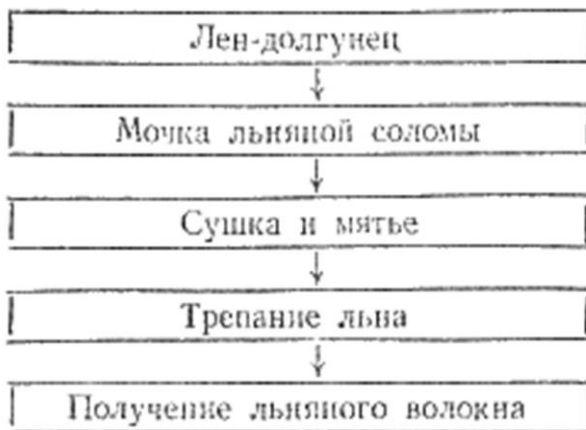 Лен-долгунец
Мочка льняной соломы
Сушка и мятье
Трепание льна
Получение льняного волокна